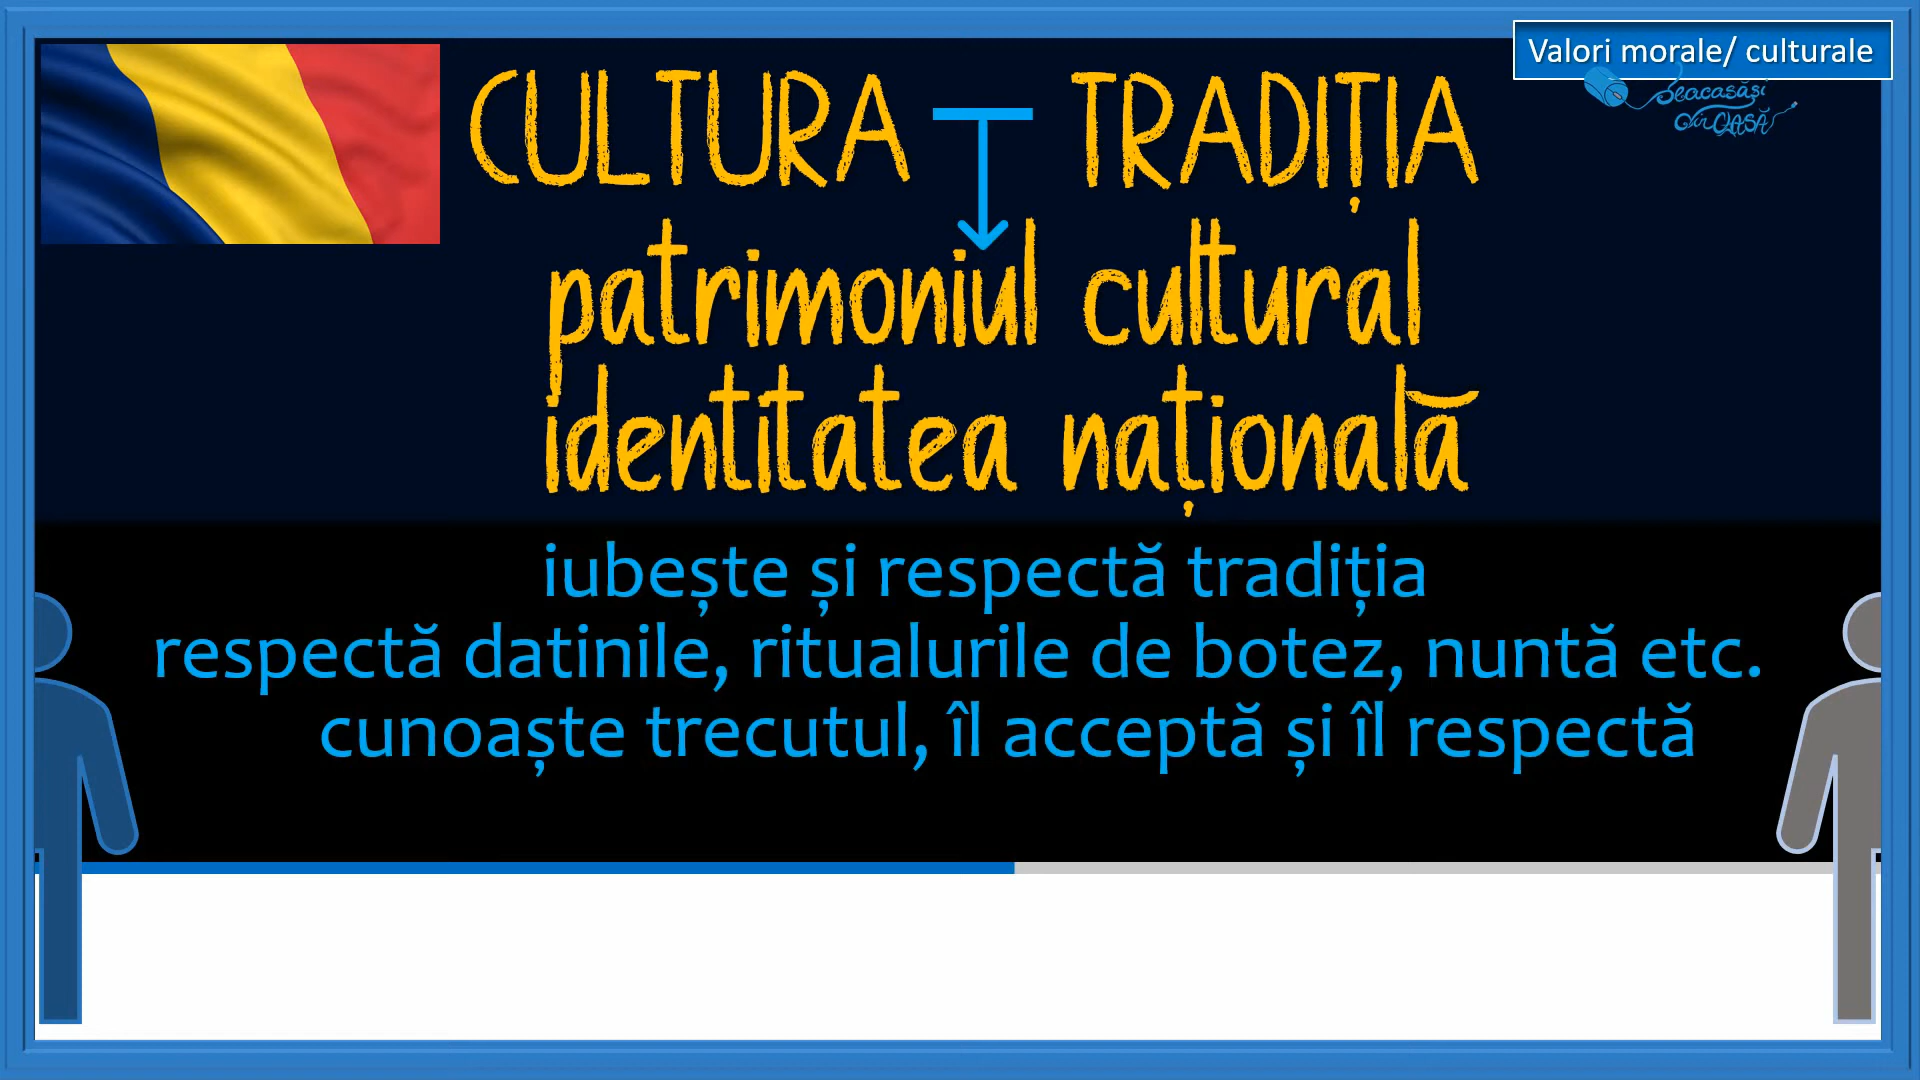 Valori morale/ culturale
CULTURA TRADIȚIA
patrimoniul cultural
identitatea națională
iubește și respectă tradiția
respectă datinile, ritualurile de botez, nuntă etc.
cunoaște trecutul, îl acceptă și îl respectă